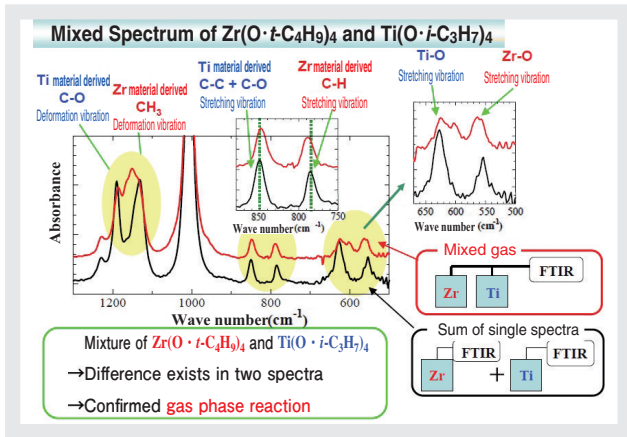 Mixed Spectrum of Zr(O·t-C4H9)4 and Ti(O·i-C3H7)4
Ti material derived
C-O
Deformation vibration
Zr material derived
CH3
Deformation vibration
Ti material derived
C-C + C-O
Stretching vibration
Zr material derived
C-H
Stretching vibration
Ti-O
Stretching vibration
Zr-O
Stretching vibration
850 800 750
Wave number(cm-1)
650 600 550 500
Wave number(cm-1)
Absorbance
1200 1000 800 600
Wave number(cm-1)
Mixed gas
FTIR
Zr Ti
Sum of single spectra
FTIR FTIR
Zr + Ti
Mixture of Zr(O · t-C4H9)4 and Ti(O · i-C3H7)4
→Difference exists in two spectra
→Confirmed gas phase reaction